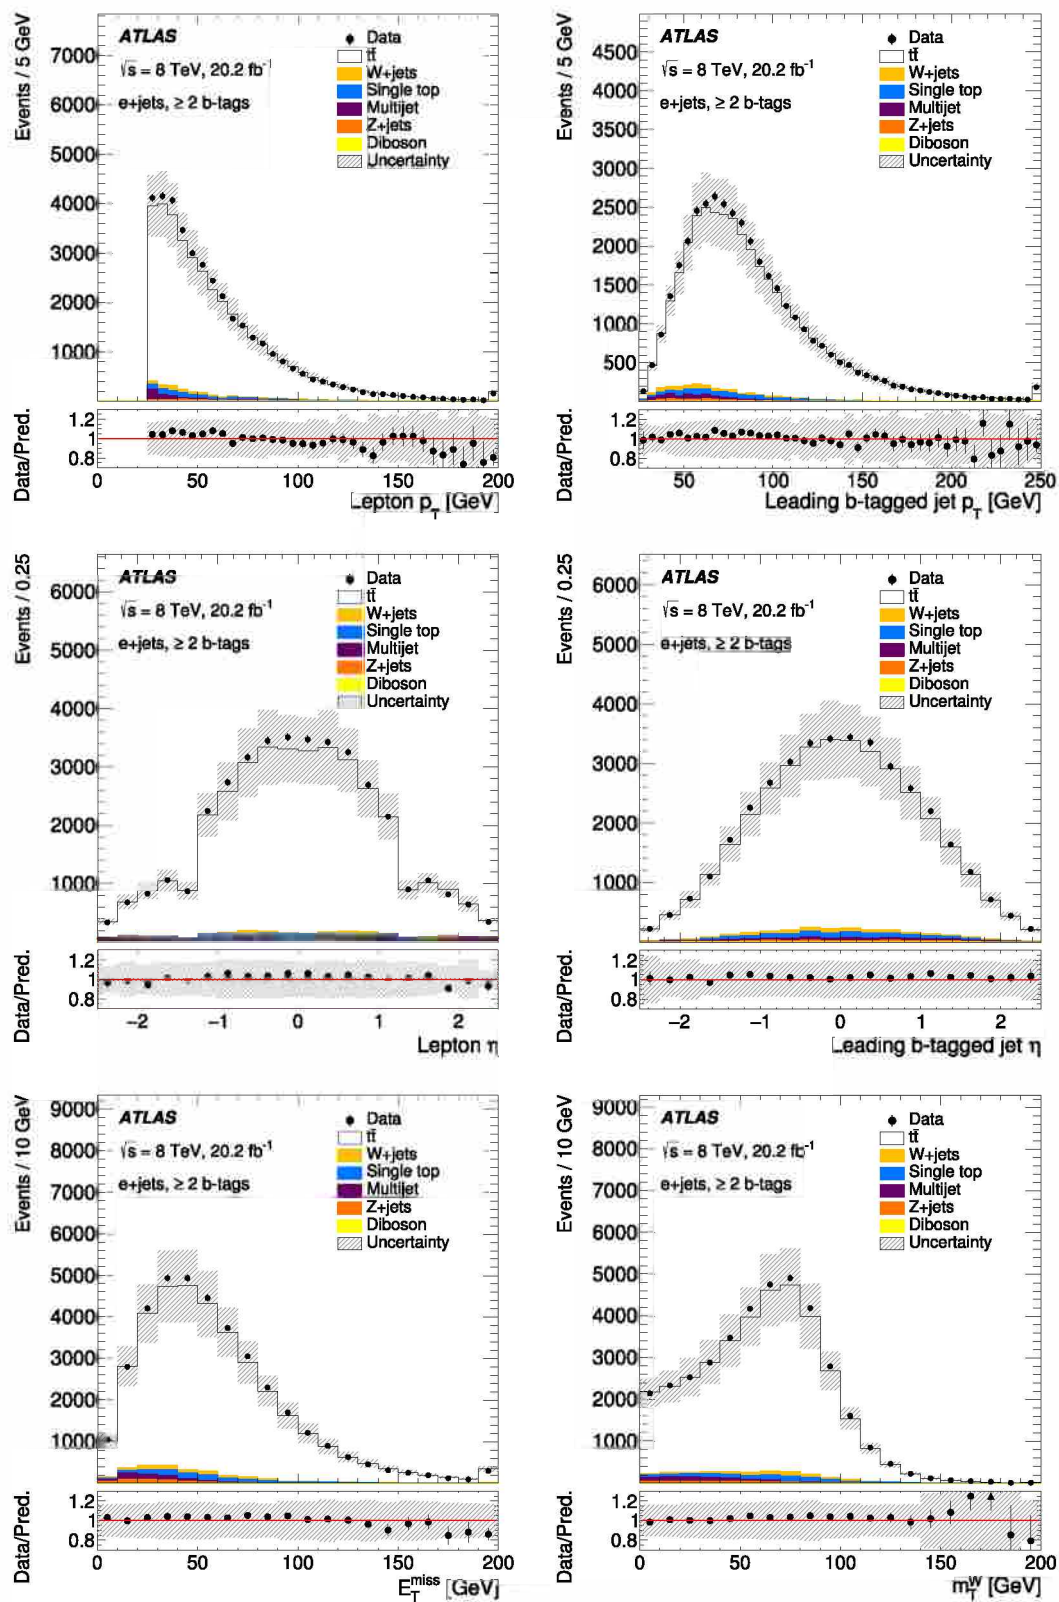 Events / 5 GeV
7000
6000
5000
4000
3000
2000
1000
ATLAS
√s = 8 TeV, 20.2 fb-1
e+jets, ≥ 2 b-tags
Data
tt̄
W+jets
Single top
Multijet
Z+jets
Diboson
Uncertainty
Data/Pred.
1.2
1
0.8
0 50 100 150 200
Lepton pT [GeV]
Events / 5 GeV
4500
4000
3500
3000
2500
2000
1500
1000
500
ATLAS
√s = 8 TeV, 20.2 fb-1
e+jets, ≥ 2 b-tags
Data
tt̄
W+jets
Single top
Multijet
Z+jets
Diboson
Uncertainty
Data/Pred.
1.2
1
0.8
50 100 150 200 250
Leading b-tagged jet pT [GeV]
Events / 0.25
6000
5000
4000
3000
2000
1000
ATLAS
√s = 8 TeV, 20.2 fb-1
e+jets, ≥ 2 b-tags
Data
tt̄
W+jets
Single top
Multijet
Z+jets
Diboson
Uncertainty
Data/Pred.
1.2
1
0.8
−2 −1 0 1 2
Lepton η
Events / 0.25
6000
5000
4000
3000
2000
1000
ATLAS
√s = 8 TeV, 20.2 fb-1
e+jets, ≥ 2 b-tags
Data
tt̄
W+jets
Single top
Multijet
Z+jets
Diboson
Uncertainty
Data/Pred.
1.2
1
0.8
−2 −1 0 1 2
Leading b-tagged jet η
Events / 10 GeV
9000
8000
7000
6000
5000
4000
3000
2000
1000
ATLAS
√s = 8 TeV, 20.2 fb-1
e+jets, ≥ 2 b-tags
Data
tt̄
W+jets
Single top
Multijet
Z+jets
Diboson
Uncertainty
Data/Pred.
1.2
1
0.8
0 50 100 150 200
ETmiss [GeV]
Events / 10 GeV
9000
8000
7000
6000
5000
4000
3000
2000
1000
ATLAS
√s = 8 TeV, 20.2 fb-1
e+jets, ≥ 2 b-tags
Data
tt̄
W+jets
Single top
Multijet
Z+jets
Diboson
Uncertainty
Data/Pred.
1.2
1
0.8
0 50 100 150 200
mTW [GeV]